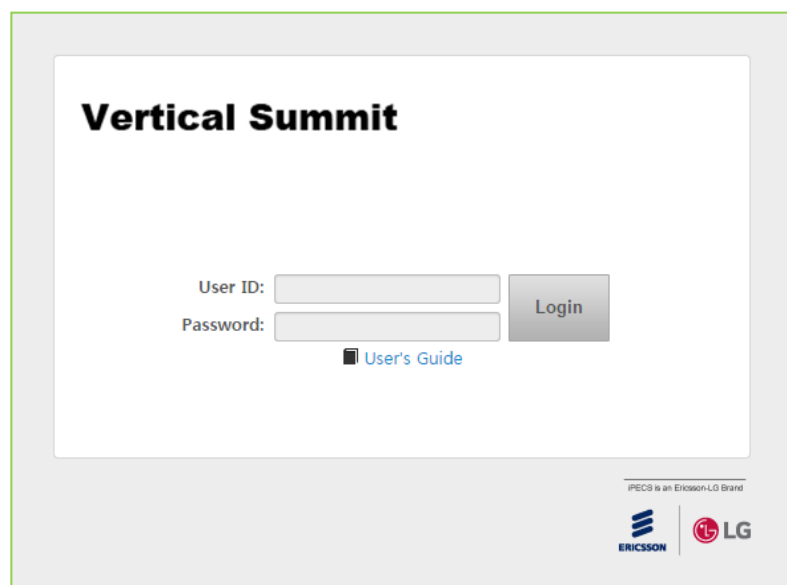 Vertical Summit
User ID:
Login
Password:
User's Guide
iPECS is an Ericsson-LG Brand
ERICSSON
LG